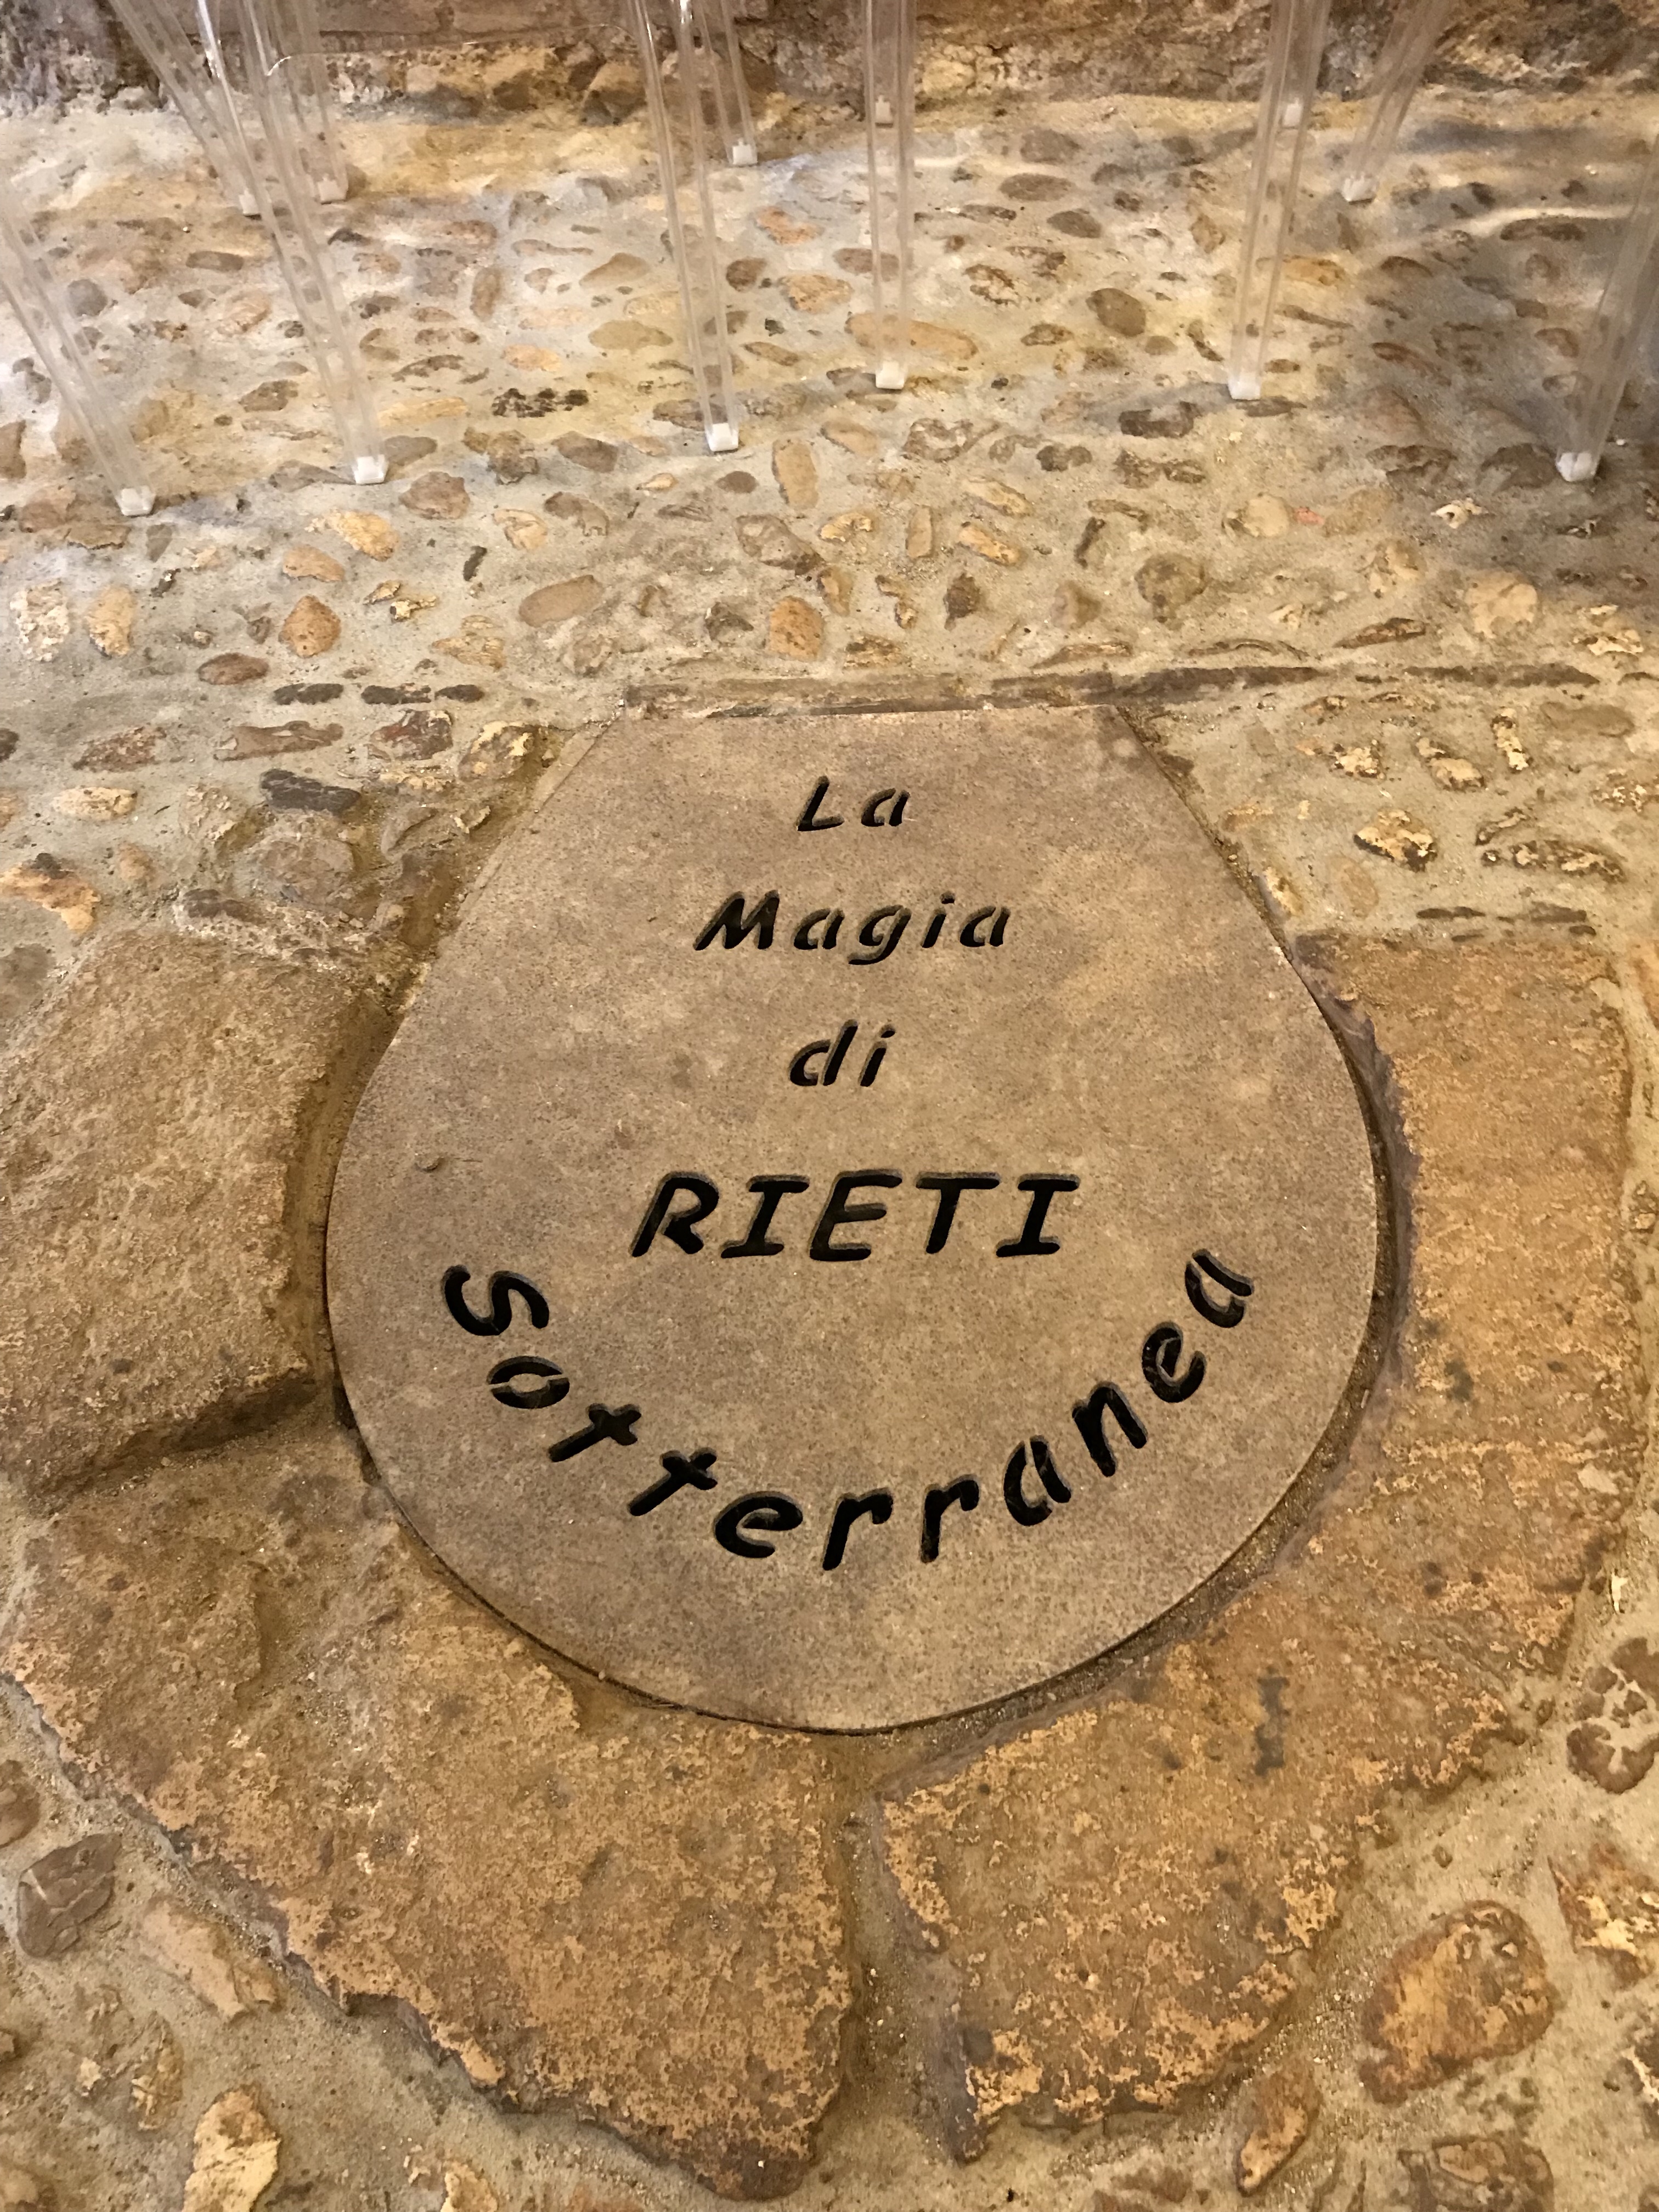 La
Magia
di
RIETI
Sotterranea